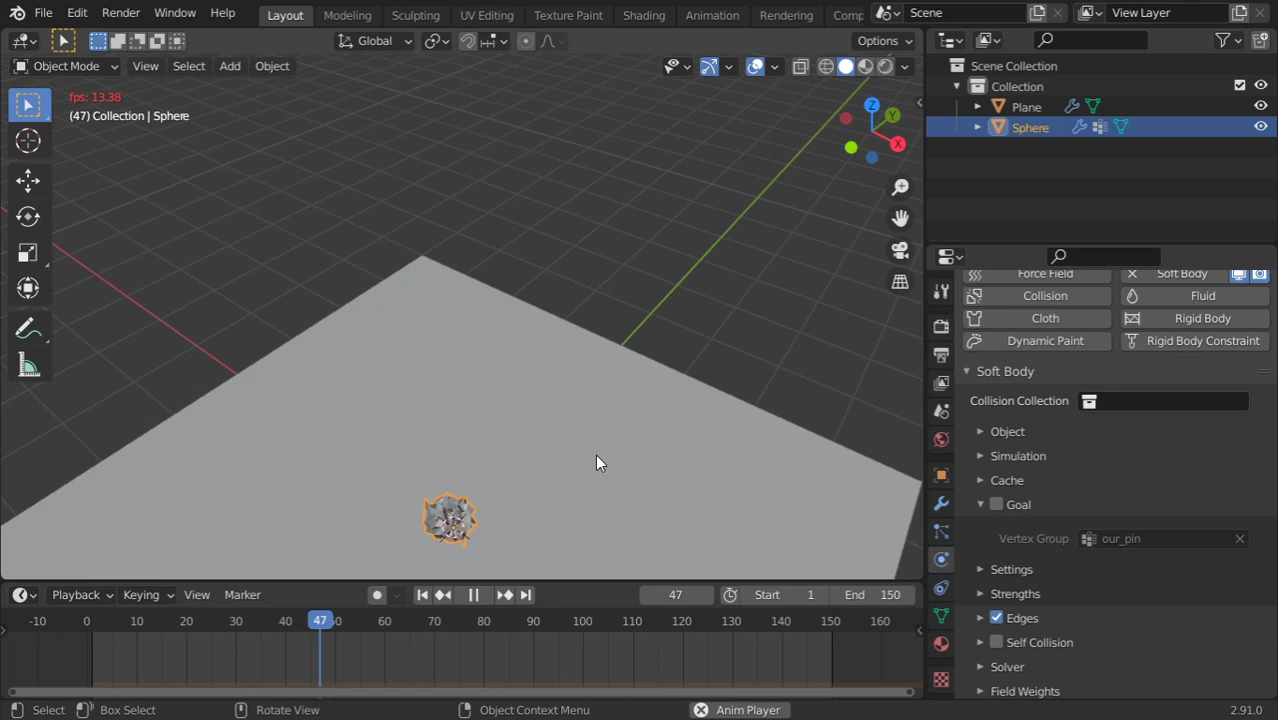 File Edit Render Window Help Layout Modeling Sculpting UV Editing Texture Paint Shading Animation Rendering Comp Scene View Layer
Global Options
Object Mode View Select Add Object
fps: 13.38
(47) Collection | Sphere
Z
Y
X
Scene Collection
Collection
Plane
Sphere
Force Field Soft Body
Collision Fluid
Cloth Rigid Body
Dynamic Paint Rigid Body Constraint
Soft Body
Collision Collection
Object
Simulation
Cache
Goal
Vertex Group our_pin
Settings
Strengths
Edges
Self Collision
Solver
Field Weights
Playback Keying View Marker 47 Start 1 End 150
-10 0 10 20 30 40 47 60 70 80 90 100 110 120 130 140 150 160
Select Box Select Rotate View Object Context Menu Anim Player 2.91.0